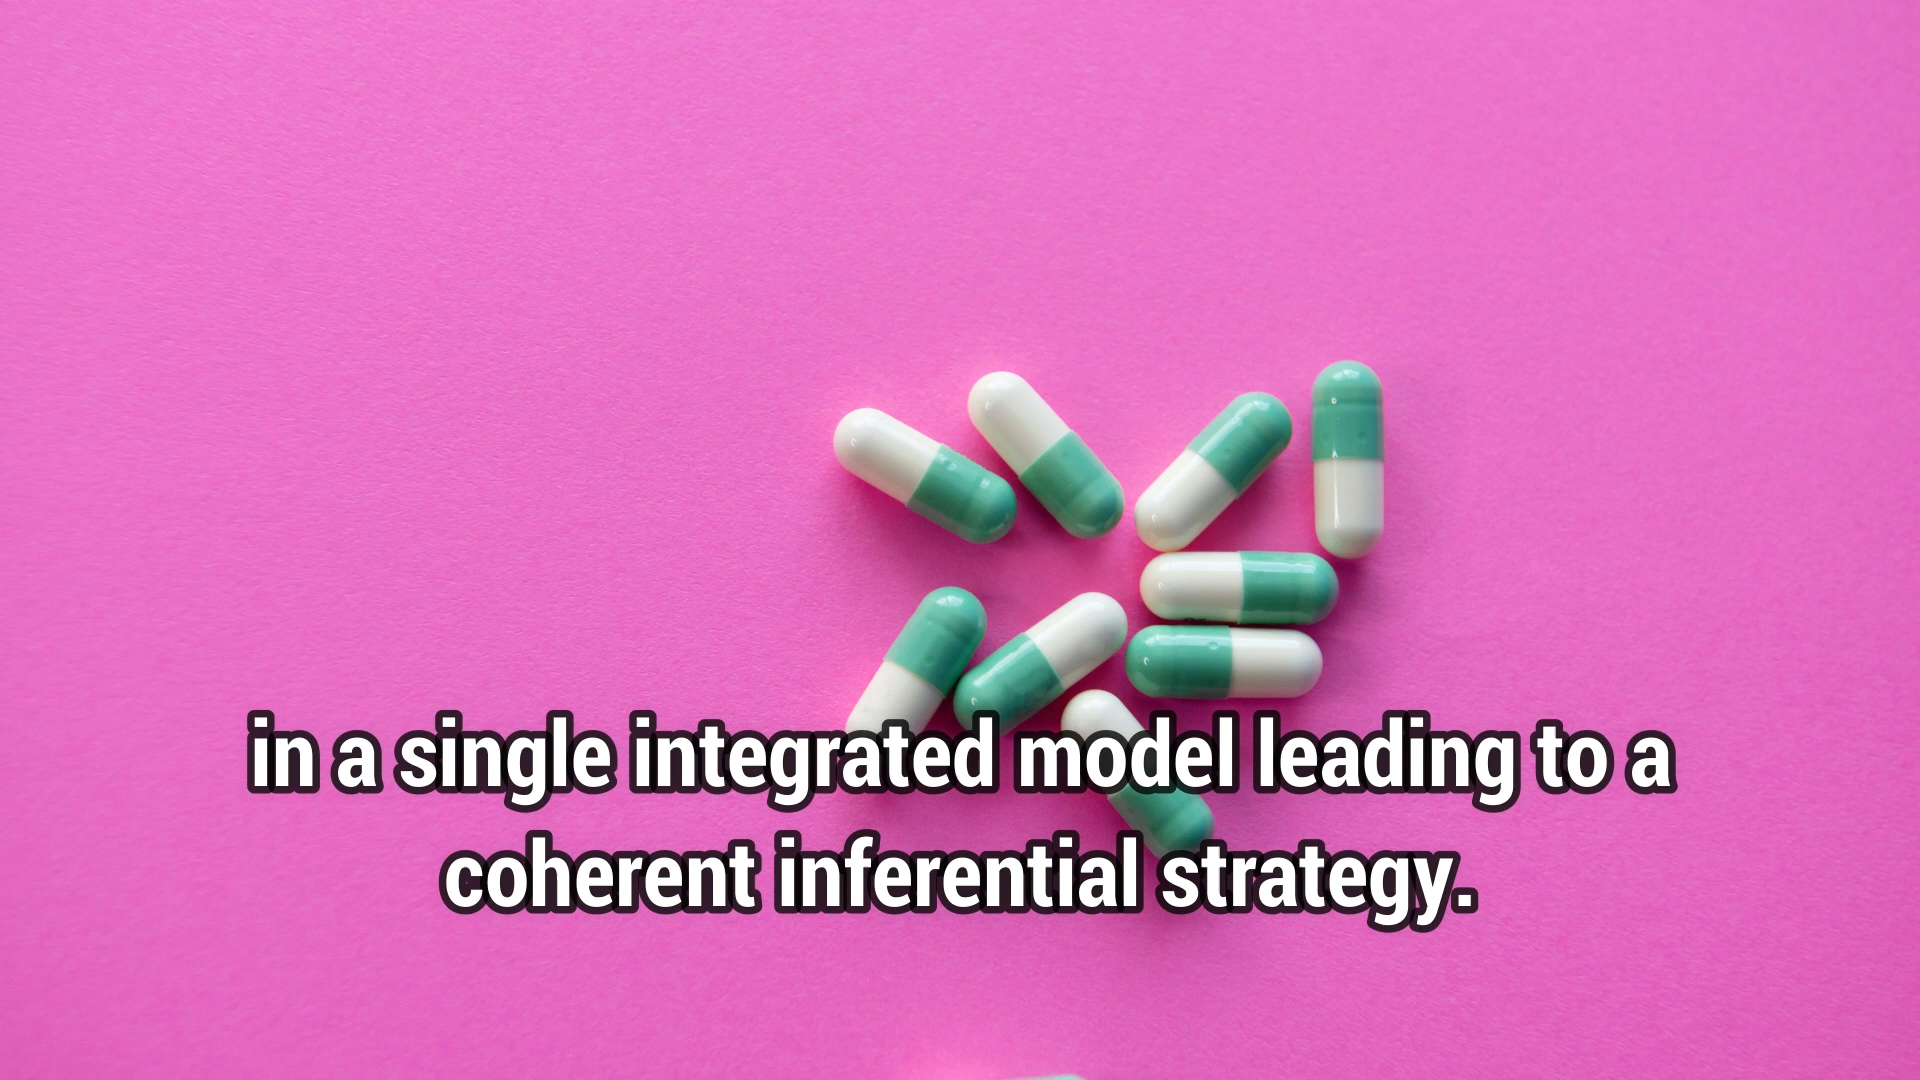 in a single integrated model leading to a
coherent inferential strategy.